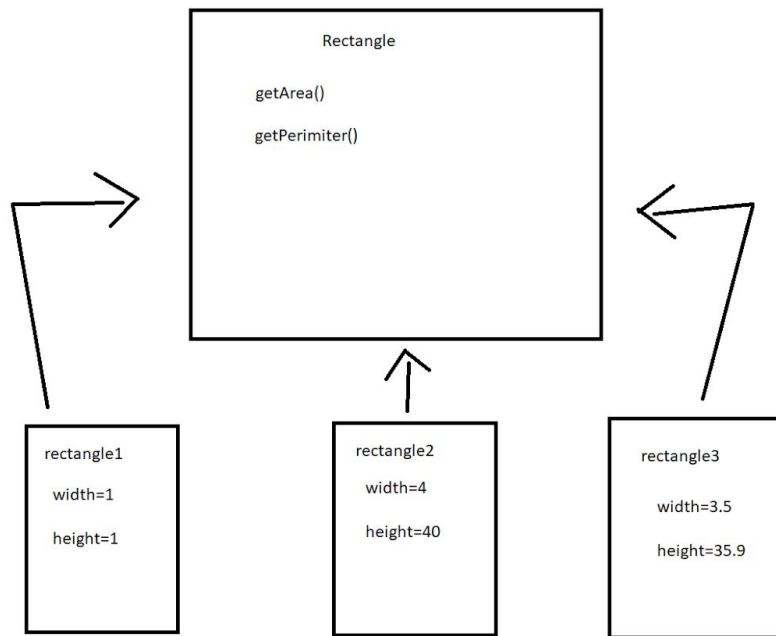 Rectangle
getArea()
getPerimiter()
rectangle1
width=1
height=1
rectangle2
width=4
height=40
rectangle3
width=3.5
height=35.9